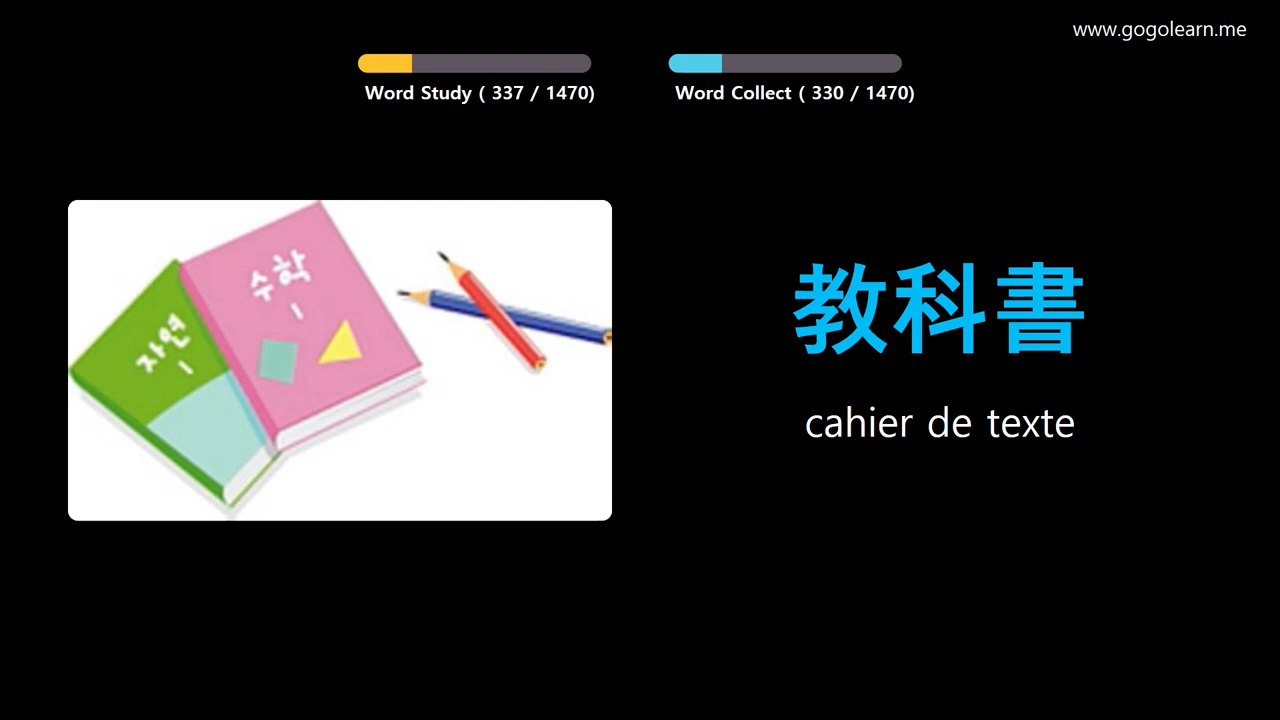 www.gogolearn.me
Word Study ( 337 / 1470)
Word Collect ( 330 / 1470)
수학
1
자연
1
教科書
cahier de texte